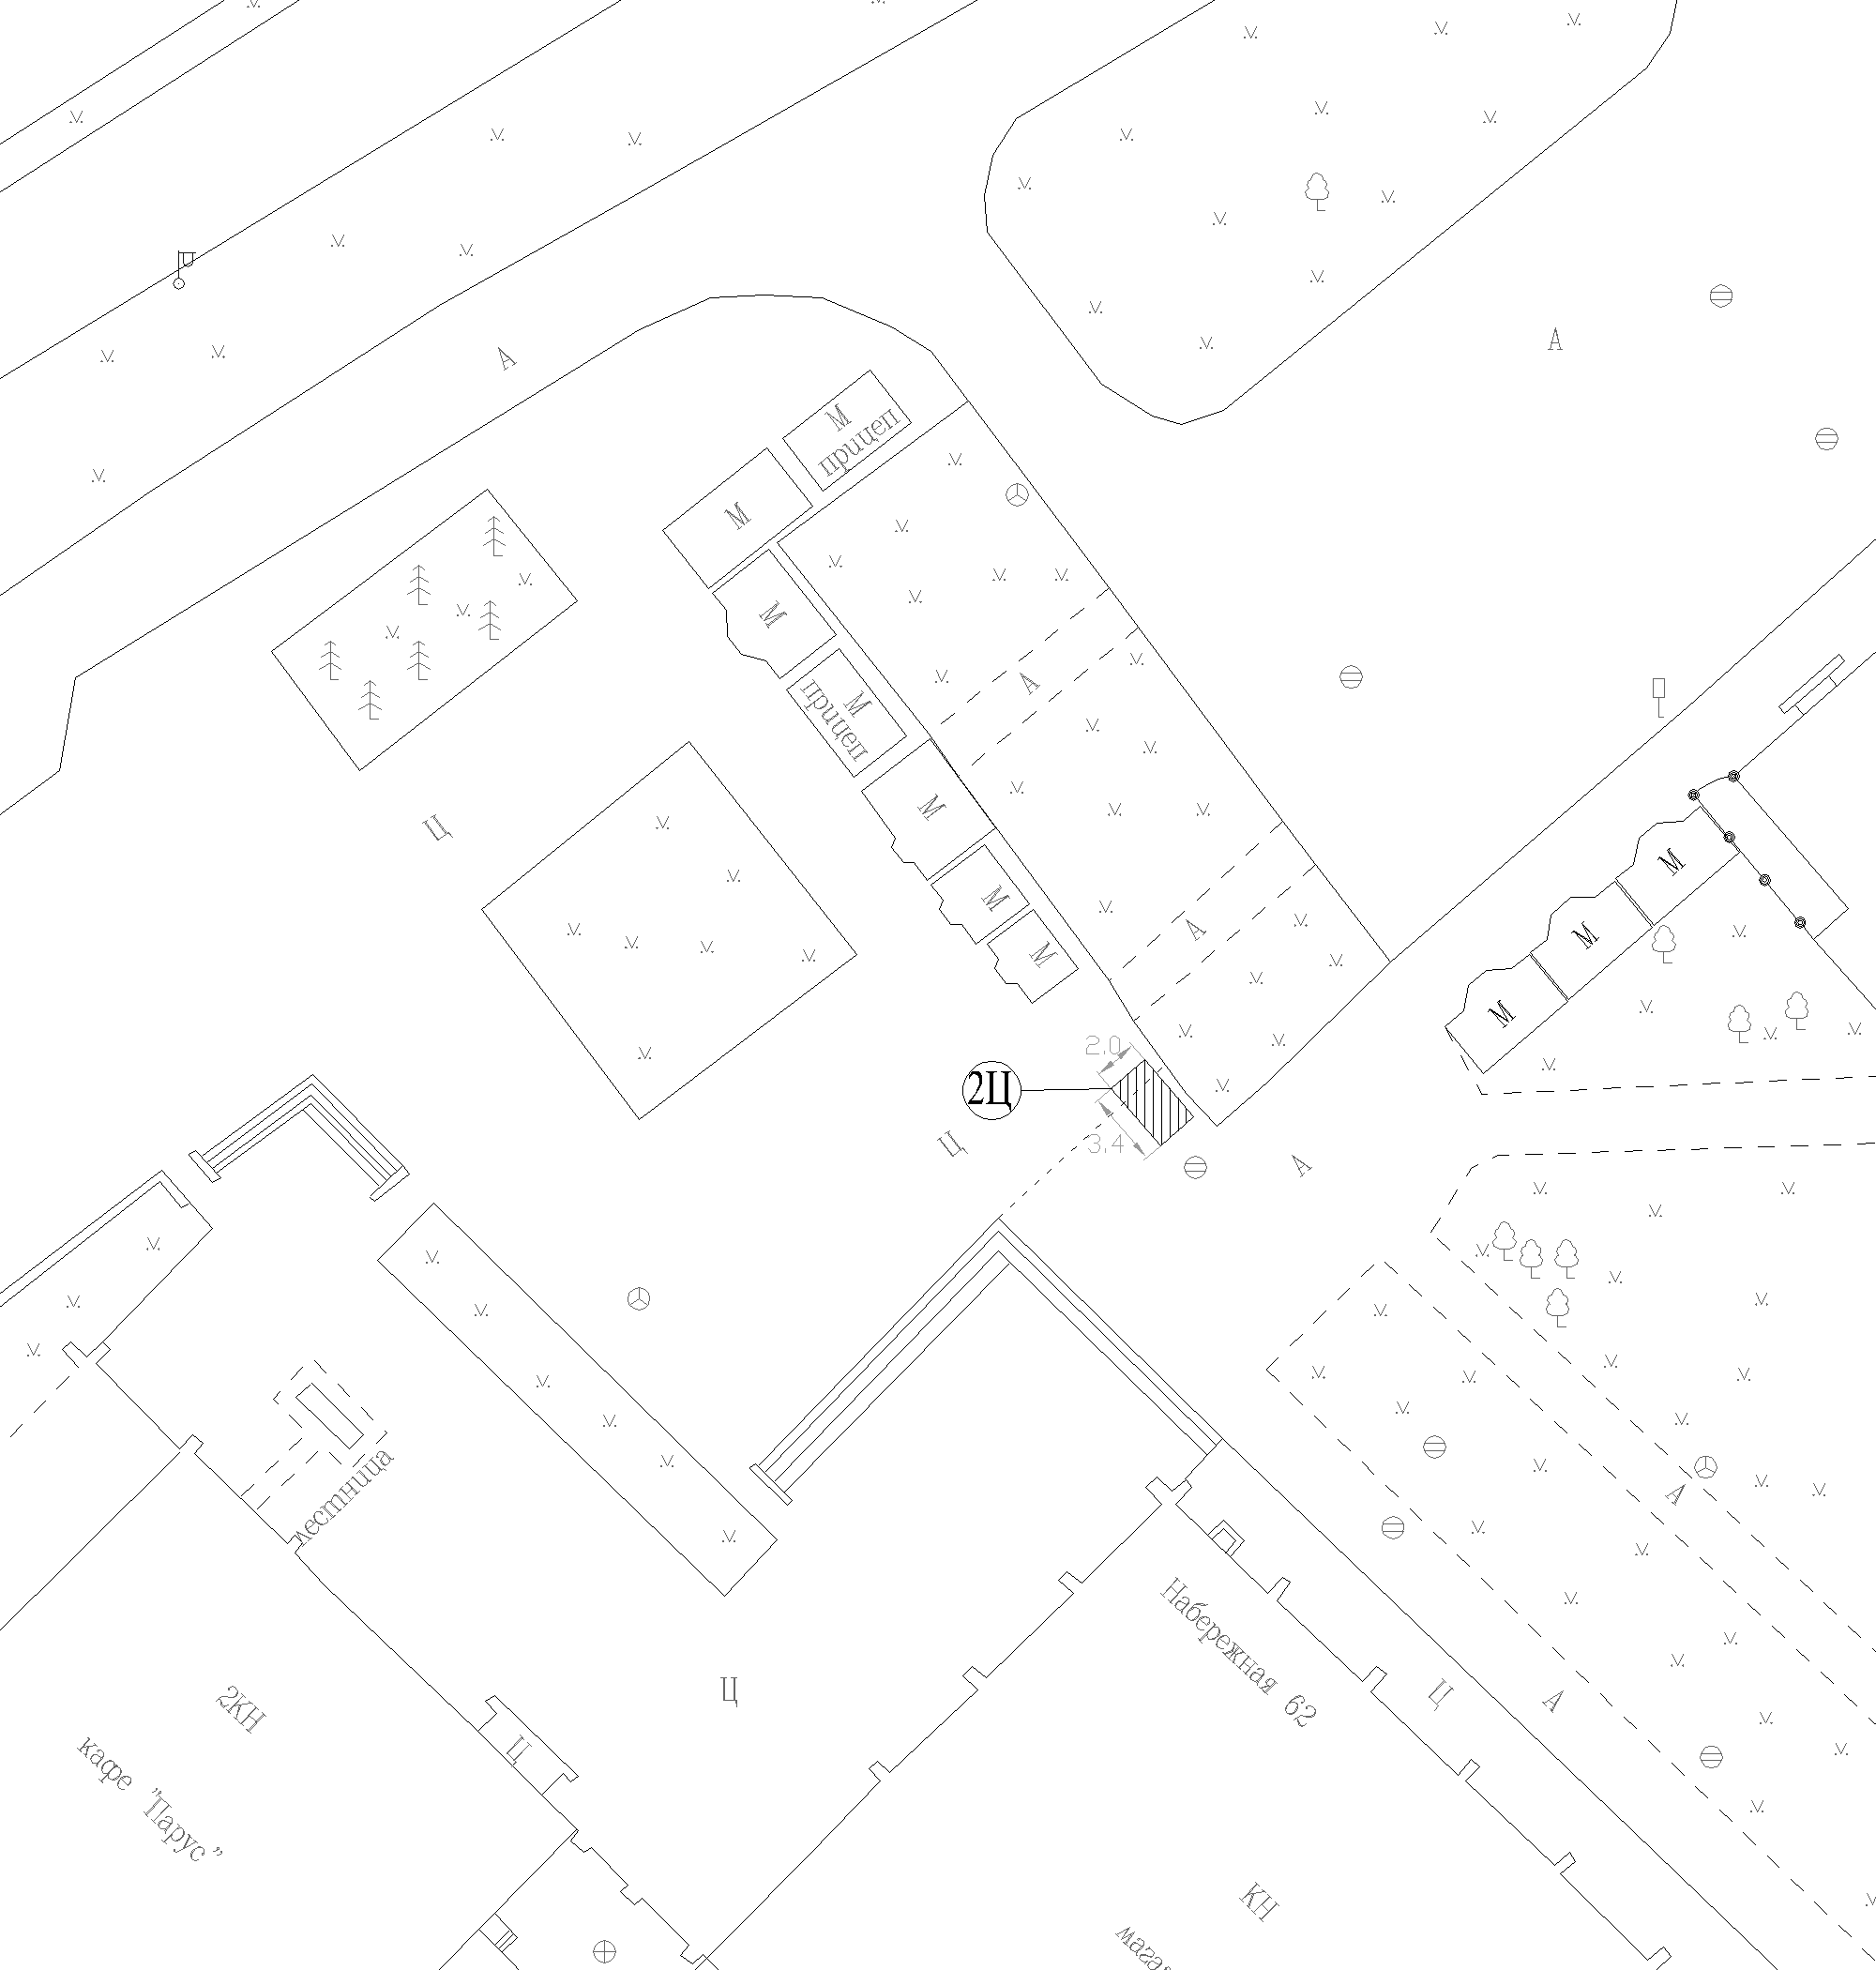 А
А
М
прицеп
М
М
М
прицеп
А
М
Ц
М
М
М
М
М
А
2,0
2Ц
3,4
Ц
А
лестница
А
Набережная 62
Ц
Ц
А
2КН
Ц
кафе "Парус"
КН